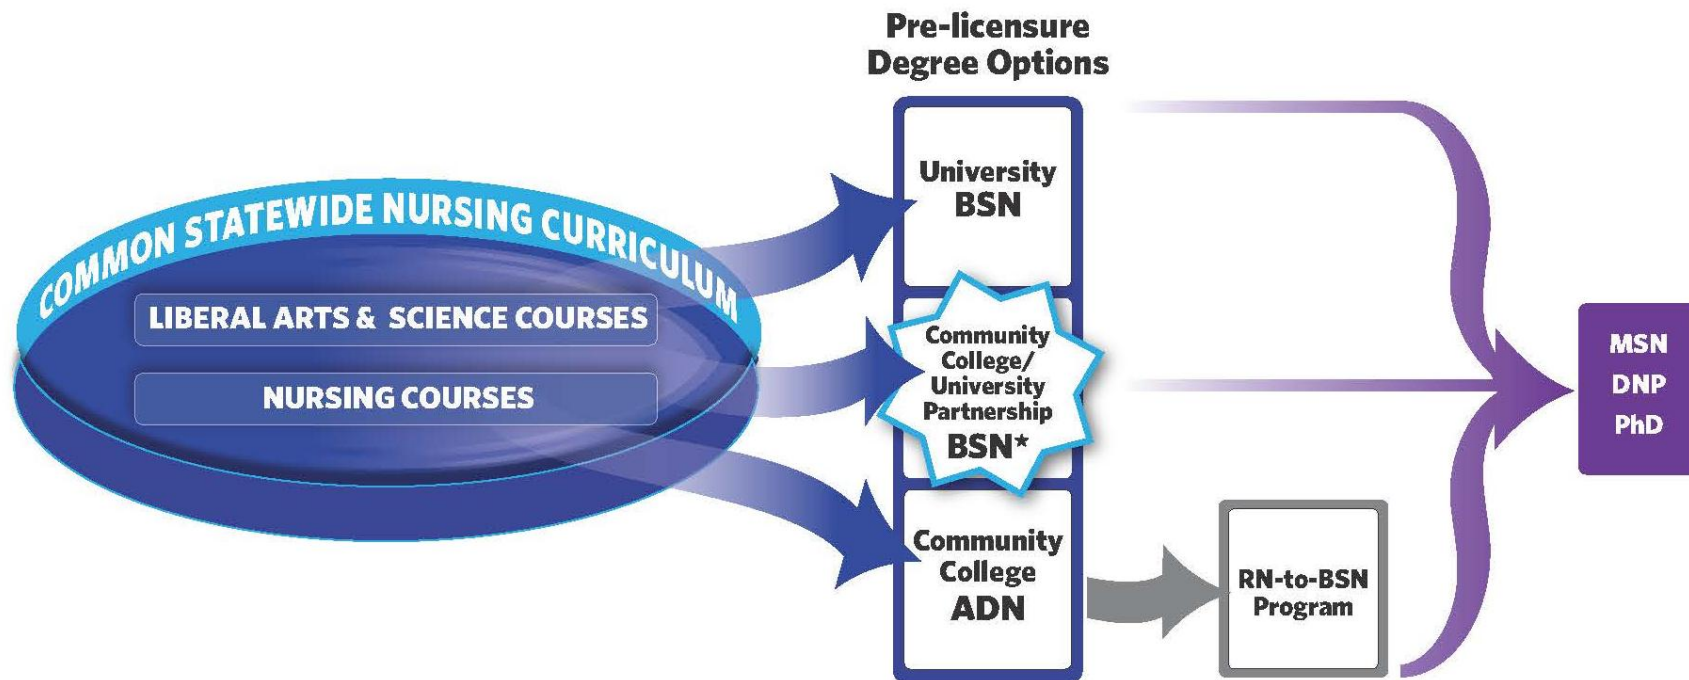 Pre-licensure
Degree Options
COMMON STATEWIDE NURSING CURRICULUM
LIBERAL ARTS & SCIENCE COURSES
NURSING COURSES
University
BSN
Community
College/
University
Partnership
BSN*
Community
College
ADN
RN-to-BSN
Program
MSN
DNP
PhD